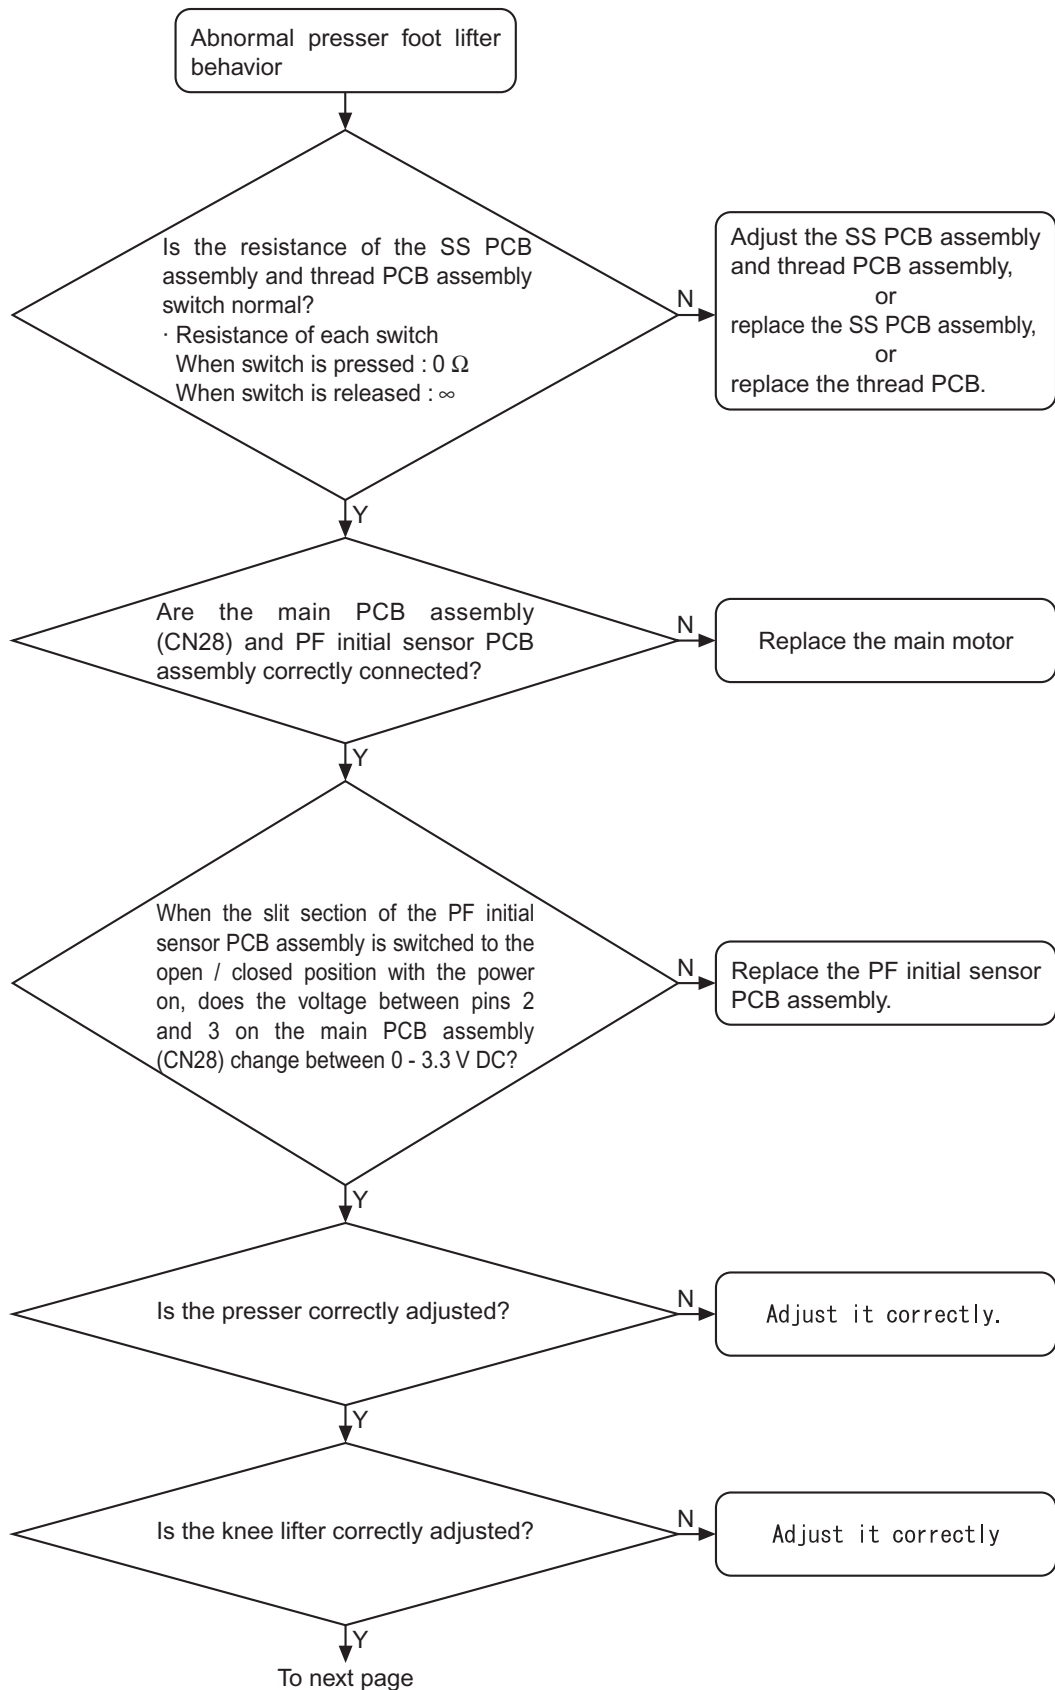 Abnormal presser foot lifter
behavior
Is the resistance of the SS PCB
assembly and thread PCB assembly
switch normal?
· Resistance of each switch
When switch is pressed : 0 Ω
When switch is released : ∞
N
Adjust the SS PCB assembly
and thread PCB assembly,
or
replace the SS PCB assembly,
or
replace the thread PCB.
Y
Are the main PCB assembly
(CN28) and PF initial sensor PCB
assembly correctly connected?
N
Replace the main motor
Y
When the slit section of the PF initial
sensor PCB assembly is switched to the
open / closed position with the power
on, does the voltage between pins 2
and 3 on the main PCB assembly
(CN28) change between 0 - 3.3 V DC?
N
Replace the PF initial sensor
PCB assembly.
Y
Is the presser correctly adjusted?
N
Adjust it correctly.
Y
Is the knee lifter correctly adjusted?
N
Adjust it correctly
Y
To next page